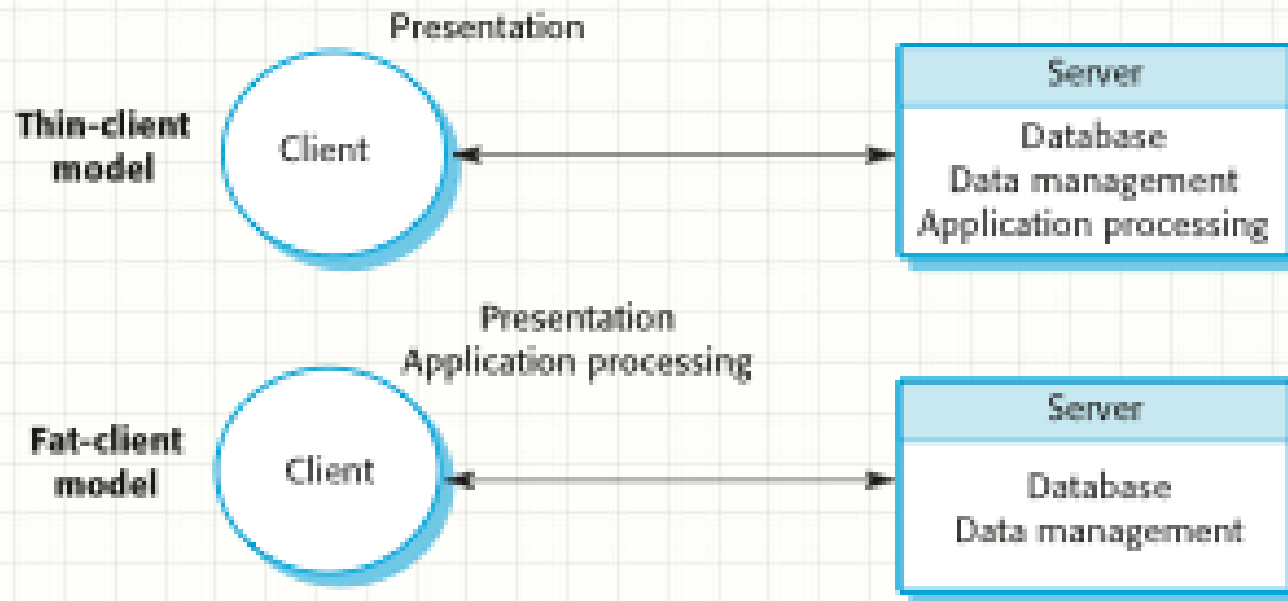 Presentation
Thin-client
model
Client
Server
Database
Data management
Application processing
Presentation
Application processing
Fat-client
model
Client
Server
Database
Data management